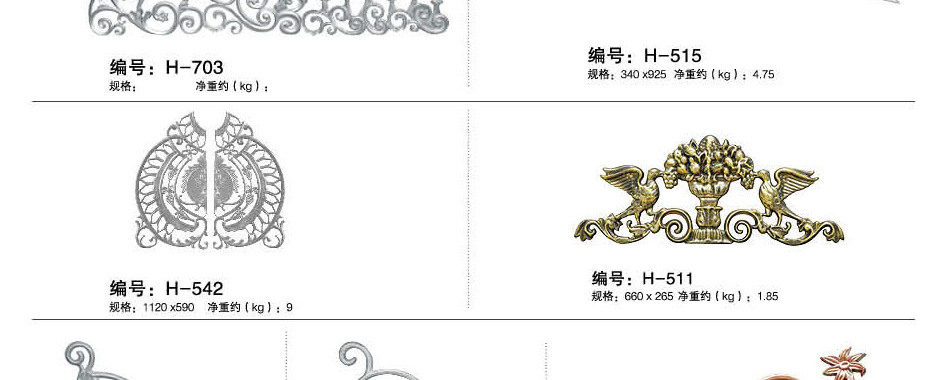 编号：H-703
规格： 净重约（kg）：
编号：H-515
规格：340 x925 净重约（kg）：4.75
编号：H-542
规格：1120 x590 净重约（kg）：9
编号：H-511
规格：660 x 265 净重约（kg）：1.85